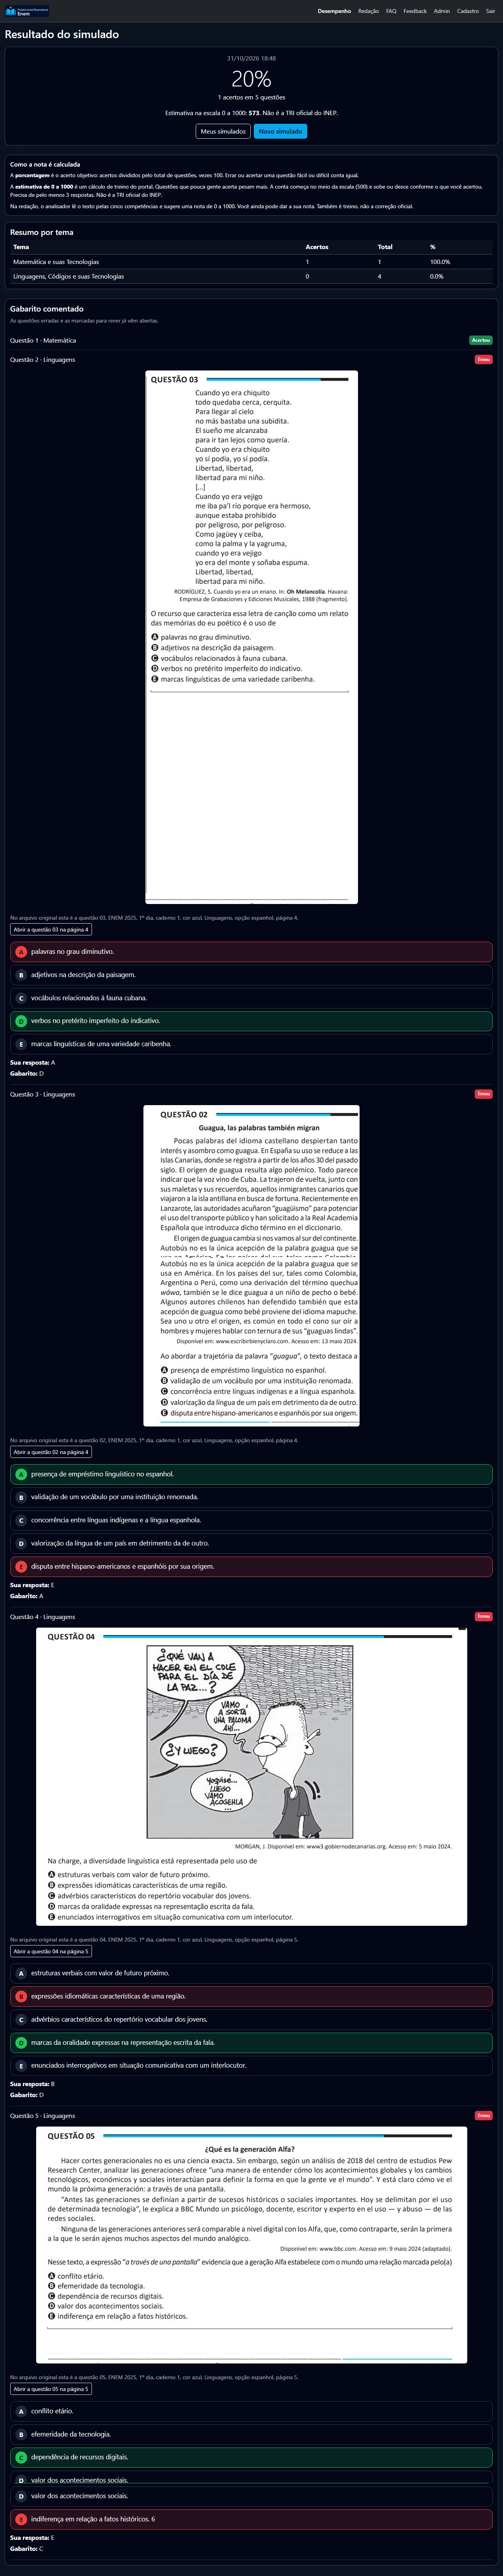 Projeto social Remanescer
Enem
Desempenho Redação FAQ Feedback Admin Cadastro Sair
Resultado do simulado
31/10/2026 18:48
20%
1 acertos em 5 questões
Estimativa na escala 0 a 1000: 573. Não é a TRI oficial do INEP.
Meus simulados Novo simulado
Como a nota é calculada
A porcentagem é o acerto objetivo: acertos divididos pelo total de questões, vezes 100. Errar ou acertar uma questão fácil ou difícil conta igual.
A estimativa de 0 a 1000 é um cálculo de treino do portal. Questões que pouca gente acerta pesam mais. A conta começa no meio da escala (500) e sobe ou desce conforme o que você acertou.
Precisa de pelo menos 3 respostas. Não é a TRI oficial do INEP.
Na redação, o analisador lê o texto pelas cinco competências e sugere uma nota de 0 a 1000. Você ainda pode dar a sua nota. Também é treino, não a correção oficial.
Resumo por tema
Tema Acertos Total %
Matemática e suas Tecnologias 1 1 100.0%
Linguagens, Códigos e suas Tecnologias 0 4 0.0%
Gabarito comentado
As questões erradas e as marcadas para rever já vêm abertas.
Questão 1 · Matemática Acertou
Questão 2 · Linguagens Errou
QUESTÃO 03
Cuando yo era chiquito
todo quedaba cerca, cerquita.
Para llegar al cielo
no más bastaba una subidita.
El sueño me alcanzaba
para ir tan lejos como quería.
Cuando yo era chiquito
yo sí podía, yo sí podía.
Libertad, libertad,
libertad para mi niño.
[...]
Cuando yo era vejigo
me iba pa'l río porque era hermoso,
aunque estaba prohibido
por peligroso, por peligroso.
Como jagüey y ceiba,
como la palma y la yagruma,
cuando yo era vejigo
yo era del monte y soñaba espuma.
Libertad, libertad,
libertad para mi niño.
RODRÍGUEZ, S. Cuando yo era un enano. In: Oh Melancolía. Havana:
Empresa de Grabaciones y Ediciones Musicales, 1988 (fragmento).
O recurso que caracteriza essa letra de canção como um relato
das memórias do eu poético é o uso de
A palavras no grau diminutivo.
B adjetivos na descrição da paisagem.
C vocábulos relacionados à fauna cubana.
D verbos no pretérito imperfeito do indicativo.
E marcas linguísticas de uma variedade caribenha.
No arquivo original esta é a questão 03, ENEM 2025, 1º dia, caderno 1, cor azul, Linguagens, opção espanhol, página 4.
Abrir a questão 03 na página 4
A palavras no grau diminutivo.
B adjetivos na descrição da paisagem.
C vocábulos relacionados à fauna cubana.
D verbos no pretérito imperfeito do indicativo.
E marcas linguísticas de uma variedade caribenha.
Sua resposta: A
Gabarito: D
Questão 3 · Linguagens Errou
QUESTÃO 02
Guagua, las palabras también migran
Pocas palabras del idioma castellano despiertan tanto
interés y asombro como guagua. En España su uso se reduce a las
Islas Canarias, donde se registra a partir de los años 30 del pasado
siglo. El origen de guagua resulta algo polémico. Todo parece
indicar que la voz vino de Cuba. La trajeron de vuelta, junto con
sus maletas y sus recuerdos, aquellos inmigrantes canarios que
viajaron a la isla antillana en busca de fortuna. Recientemente en
Lanzarote, las autoridades acuñaron “guagüismo” para potenciar
el uso del transporte público y han solicitado a la Real Academia
Española que introduzca dicho término en el diccionario.
El origen de guagua cambia si nos vamos al sur del continente.
Autobús no es la única acepción de la palabra guagua que se
Autobús no es la única acepción de la palabra guagua que se
usa en América. En los países del sur, tales como Colombia,
Argentina o Perú, como una derivación del término quechua
wáwa, también se le dice guagua a un niño de pecho o bebé.
Algunos autores chilenos han defendido también que esta
acepción de guagua como bebé proviene del idioma mapuche.
Sea uno u otro el origen, es común en todo el cono sur oír a
hombres y mujeres hablar con ternura de sus “guaguas lindas”.
Disponível em: www.escribirbienyclaro.com. Acesso em: 13 maio 2024.
Ao abordar a trajetória da palavra “guagua”, o texto destaca a
A presença de empréstimo linguístico no espanhol.
B validação de um vocábulo por uma instituição renomada.
C concorrência entre línguas indígenas e a língua espanhola.
D valorização da língua de um país em detrimento da de outro.
E disputa entre hispano-americanos e espanhóis por sua origem.
No arquivo original esta é a questão 02, ENEM 2025, 1º dia, caderno 1, cor azul, Linguagens, opção espanhol, página 4.
Abrir a questão 02 na página 4
A presença de empréstimo linguístico no espanhol.
B validação de um vocábulo por uma instituição renomada.
C concorrência entre línguas indígenas e a língua espanhola.
D valorização da língua de um país em detrimento da de outro.
E disputa entre hispano-americanos e espanhóis por sua origem.
Sua resposta: E
Gabarito: A
Questão 4 · Linguagens Errou
QUESTÃO 04
¿QUÉ VAN A
HACER EN EL COLE
PARA EL DÍA DE
LA PAZ...?
VAMO
A SORTÁ
UNA PALOMA
AHÍ...
¿Y LUEGO?
yoquisé...
LUEGO
VAMO
ACOGEHLA
...
MORGAN, J. Disponível em: www3.gobiernodecanarias.org. Acesso em: 5 maio 2024.
Na charge, a diversidade linguística está representada pelo uso de
A estruturas verbais com valor de futuro próximo.
B expressões idiomáticas características de uma região.
C advérbios característicos do repertório vocabular dos jovens.
D marcas da oralidade expressas na representação escrita da fala.
E enunciados interrogativos em situação comunicativa com um interlocutor.
No arquivo original esta é a questão 04, ENEM 2025, 1º dia, caderno 1, cor azul, Linguagens, opção espanhol, página 5.
Abrir a questão 04 na página 5
A estruturas verbais com valor de futuro próximo.
B expressões idiomáticas características de uma região.
C advérbios característicos do repertório vocabular dos jovens.
D marcas da oralidade expressas na representação escrita da fala.
E enunciados interrogativos em situação comunicativa com um interlocutor.
Sua resposta: B
Gabarito: D
Questão 5 · Linguagens Errou
QUESTÃO 05
¿Qué es la generación Alfa?
Hacer cortes generacionales no es una ciencia exacta. Sin embargo, según un análisis de 2018 del centro de estudios Pew
Research Center, analizar las generaciones ofrece “una manera de entender cómo los acontecimientos globales y los cambios
tecnológicos, económicos y sociales interactúan para definir la forma en que la gente ve el mundo”. Y está claro cómo ve el
mundo la próxima generación: a través de una pantalla.
“Antes las generaciones se definían a partir de sucesos históricos o sociales importantes. Hoy se delimitan por el uso
de determinada tecnología”, le explica a BBC Mundo un psicólogo, docente, escritor y experto en el uso — y abuso — de las
redes sociales.
Ninguna de las generaciones anteriores será comparable a nivel digital con los Alfa, que, como contraparte, serán la primera
a la que le serán ajenos muchos aspectos del mundo analógico.
Disponível em: www.bbc.com. Acesso em: 9 maio 2024 (adaptado).
Nesse texto, a expressão “a través de una pantalla” evidencia que a geração Alfa estabelece com o mundo uma relação marcada pelo(a)
A conflito etário.
B efemeridade da tecnologia.
C dependência de recursos digitais.
D valor dos acontecimentos sociais.
E indiferença em relação a fatos históricos.
No arquivo original esta é a questão 05, ENEM 2025, 1º dia, caderno 1, cor azul, Linguagens, opção espanhol, página 5.
Abrir a questão 05 na página 5
A conflito etário.
B efemeridade da tecnologia.
C dependência de recursos digitais.
D valor dos acontecimentos sociais.
D valor dos acontecimentos sociais.
E indiferença em relação a fatos históricos. 6
Sua resposta: E
Gabarito: C